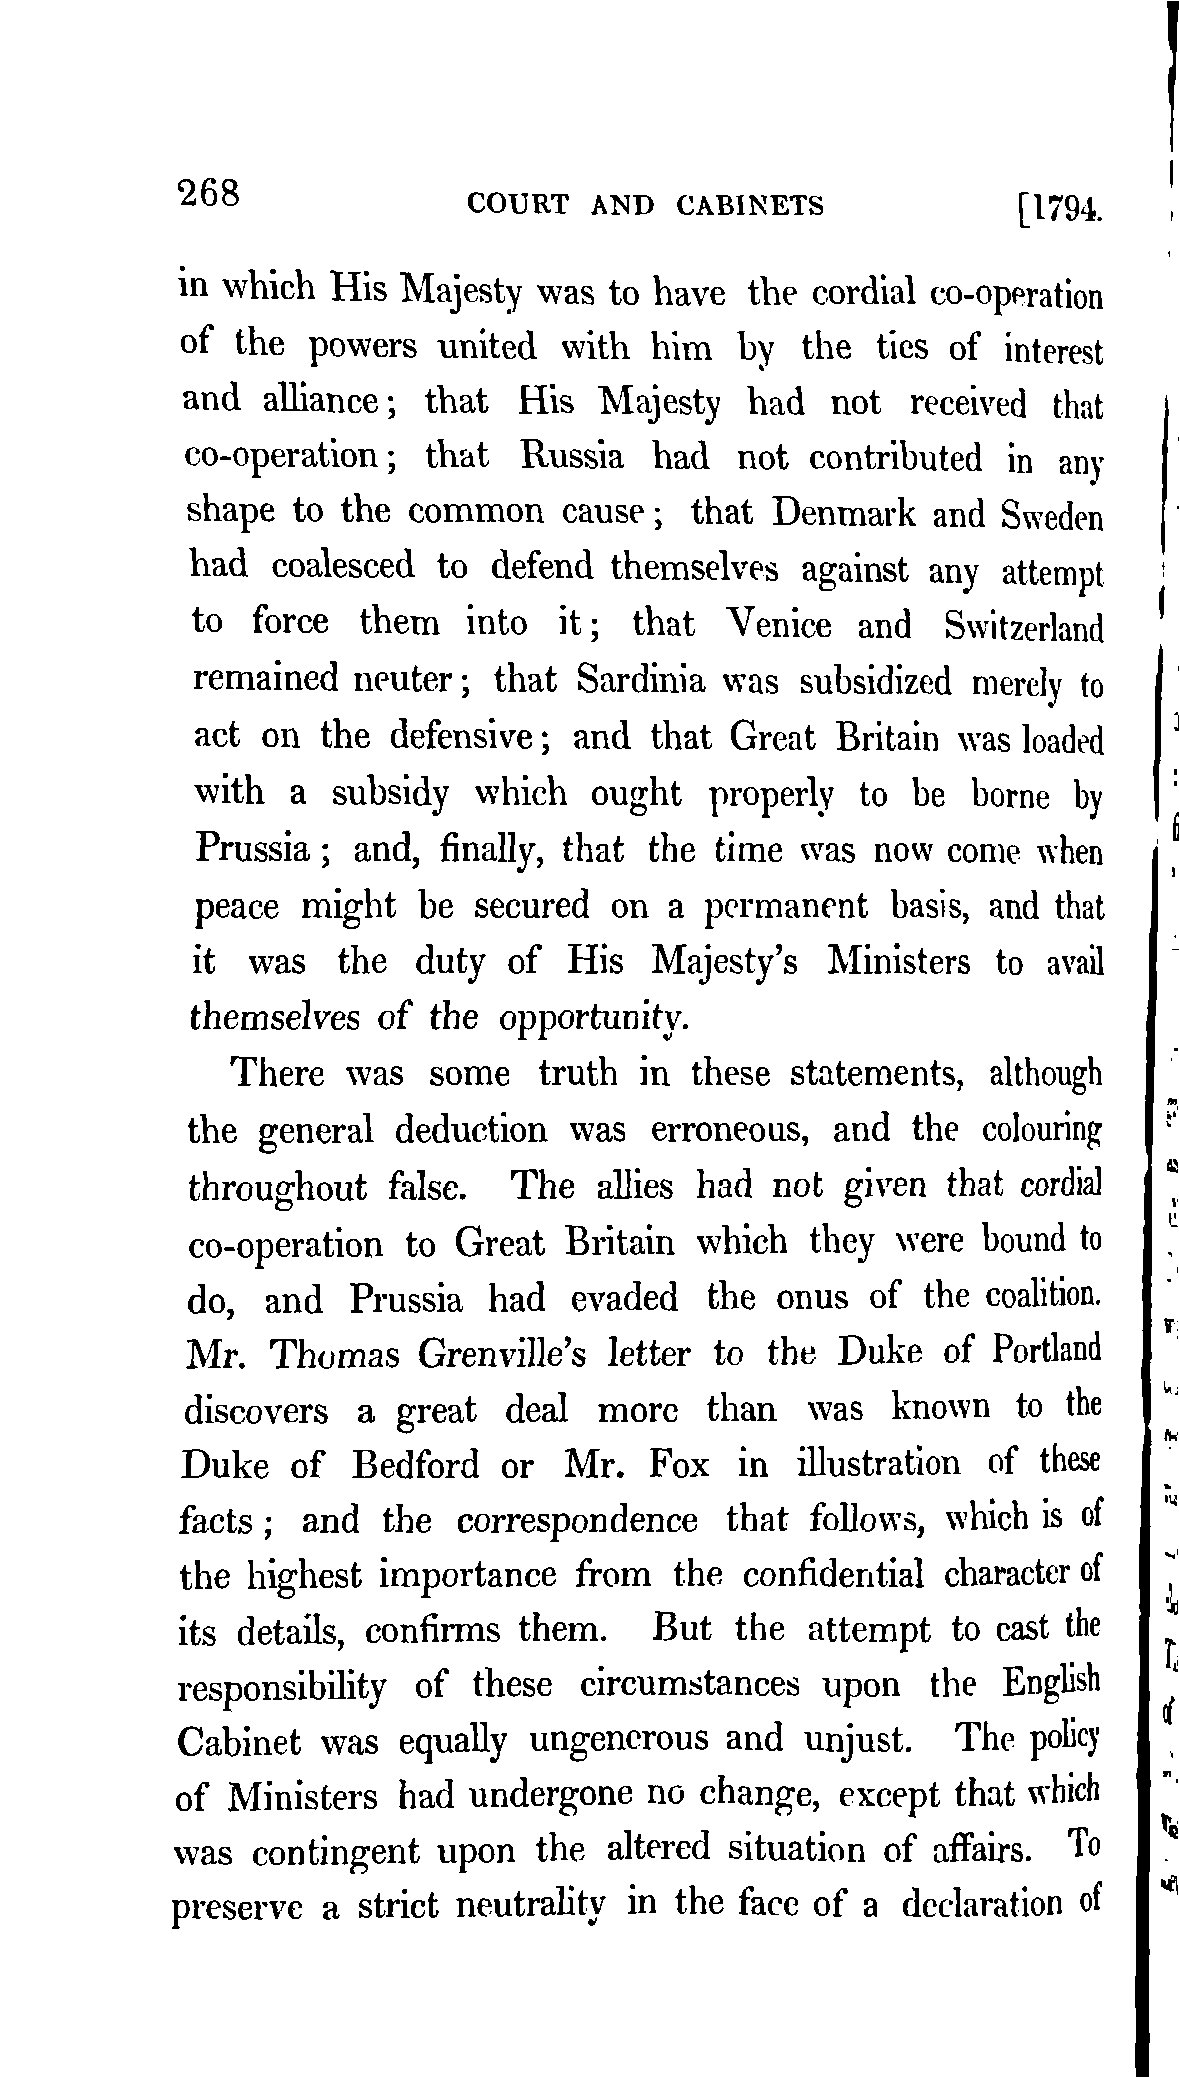 268 COURT AND CABINETS [1794.
in which His Majesty was to have the cordial co-operation
of the powers united with him by the ties of interest
and alliance; that His Majesty had not received that
co-operation; that Russia had not contributed in any
shape to the common cause; that Denmark and Sweden
had coalesced to defend themselves against any attempt
to force them into it; that Venice and Switzerland
remained neuter; that Sardinia was subsidized merely to
act on the defensive; and that Great Britain was loaded
with a subsidy which ought properly to be borne by
Prussia; and, finally, that the time was now come when
peace might be secured on a permanent basis, and that
it was the duty of His Majesty's Ministers to avail
themselves of the opportunity.
There was some truth in these statements, although
the general deduction was erroneous, and the colouring
throughout false. The allies had not given that cordial
co-operation to Great Britain which they were bound to
do, and Prussia had evaded the onus of the coalition.
Mr. Thomas Grenville's letter to the Duke of Portland
discovers a great deal more than was known to the
Duke of Bedford or Mr. Fox in illustration of these
facts; and the correspondence that follows, which is of
the highest importance from the confidential character of
its details, confirms them. But the attempt to cast the
responsibility of these circumstances upon the English
Cabinet was equally ungenerous and unjust. The policy
of Ministers had undergone no change, except that which
was contingent upon the altered situation of affairs. To
preserve a strict neutrality in the face of a declaration of